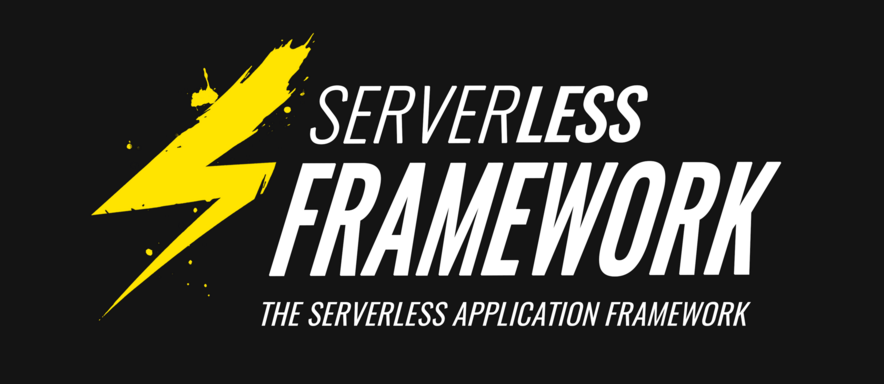 SERVERLESS
FRAMEWORK
THE SERVERLESS APPLICATION FRAMEWORK